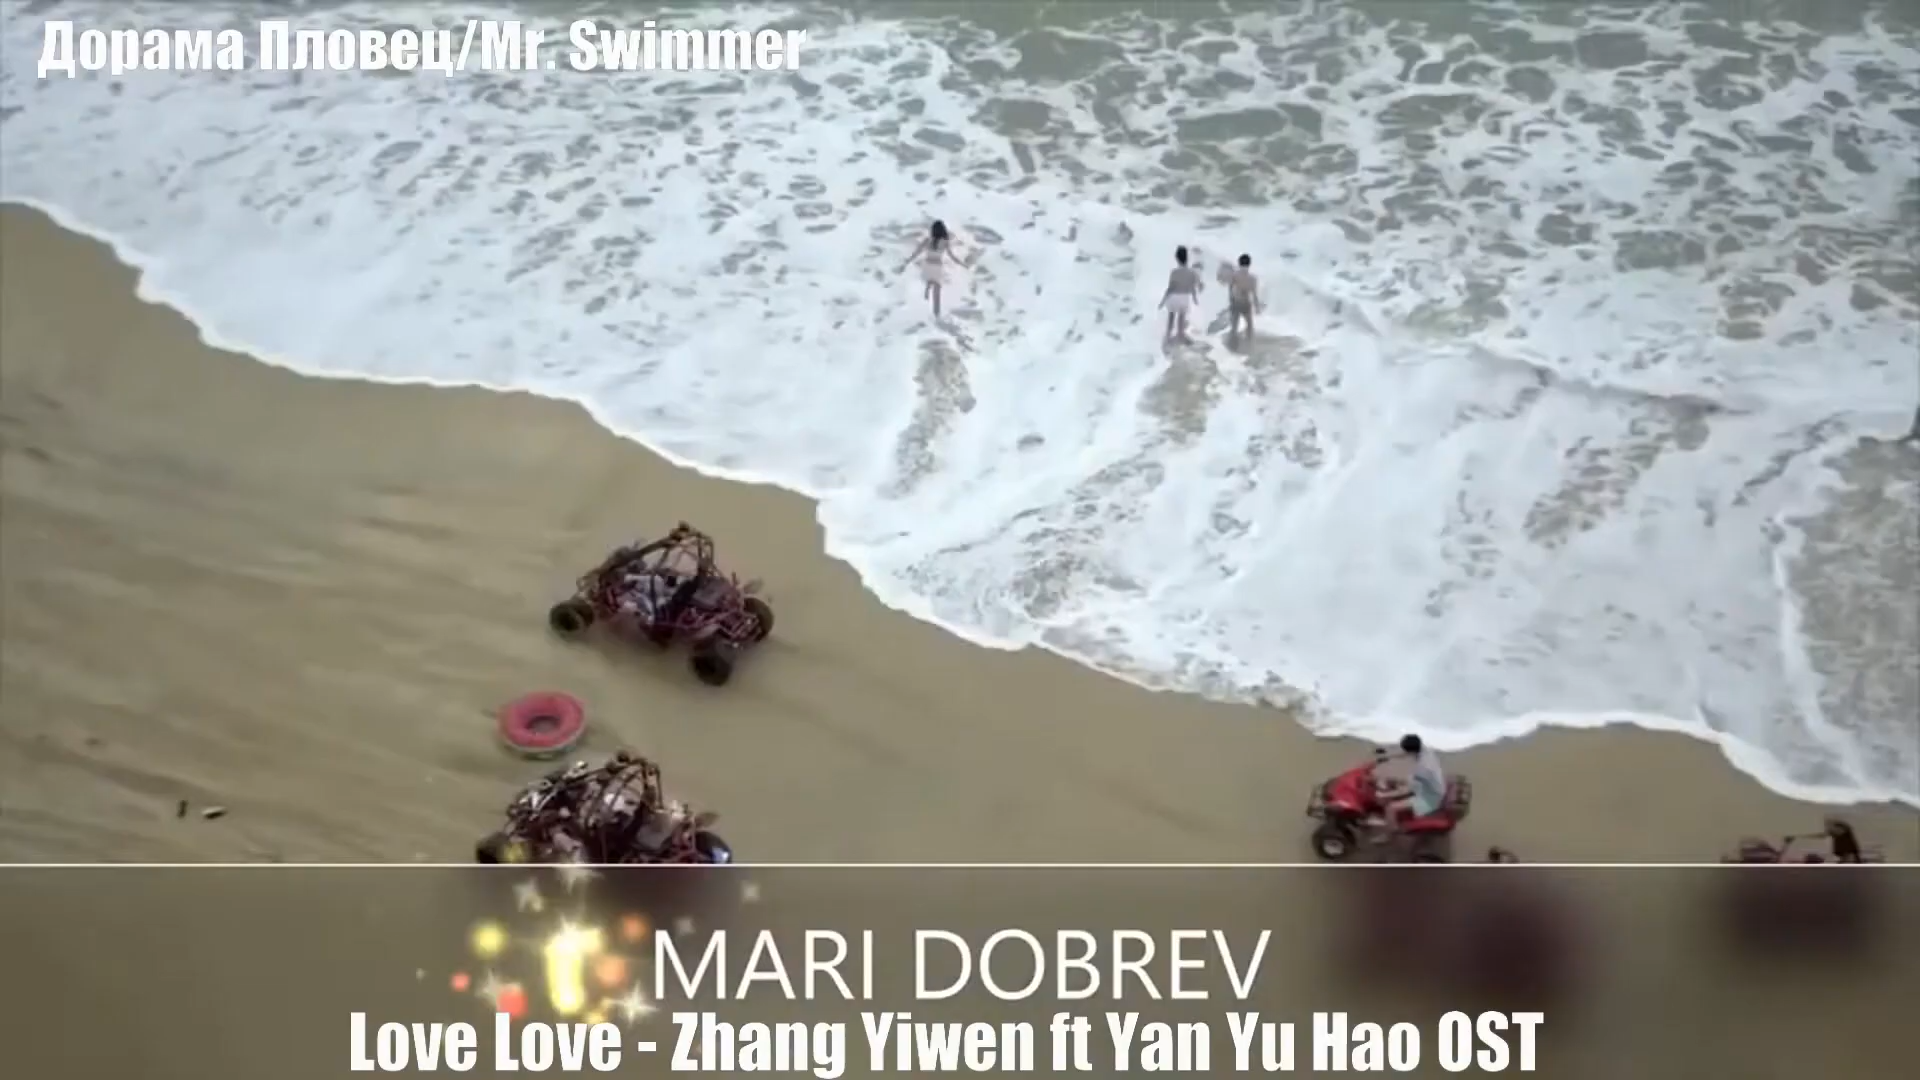 Дорама Пловец/Mr. Swimmer
MARI DOBREV
Love Love - Zhang Yiwen ft Yan Yu Hao OST